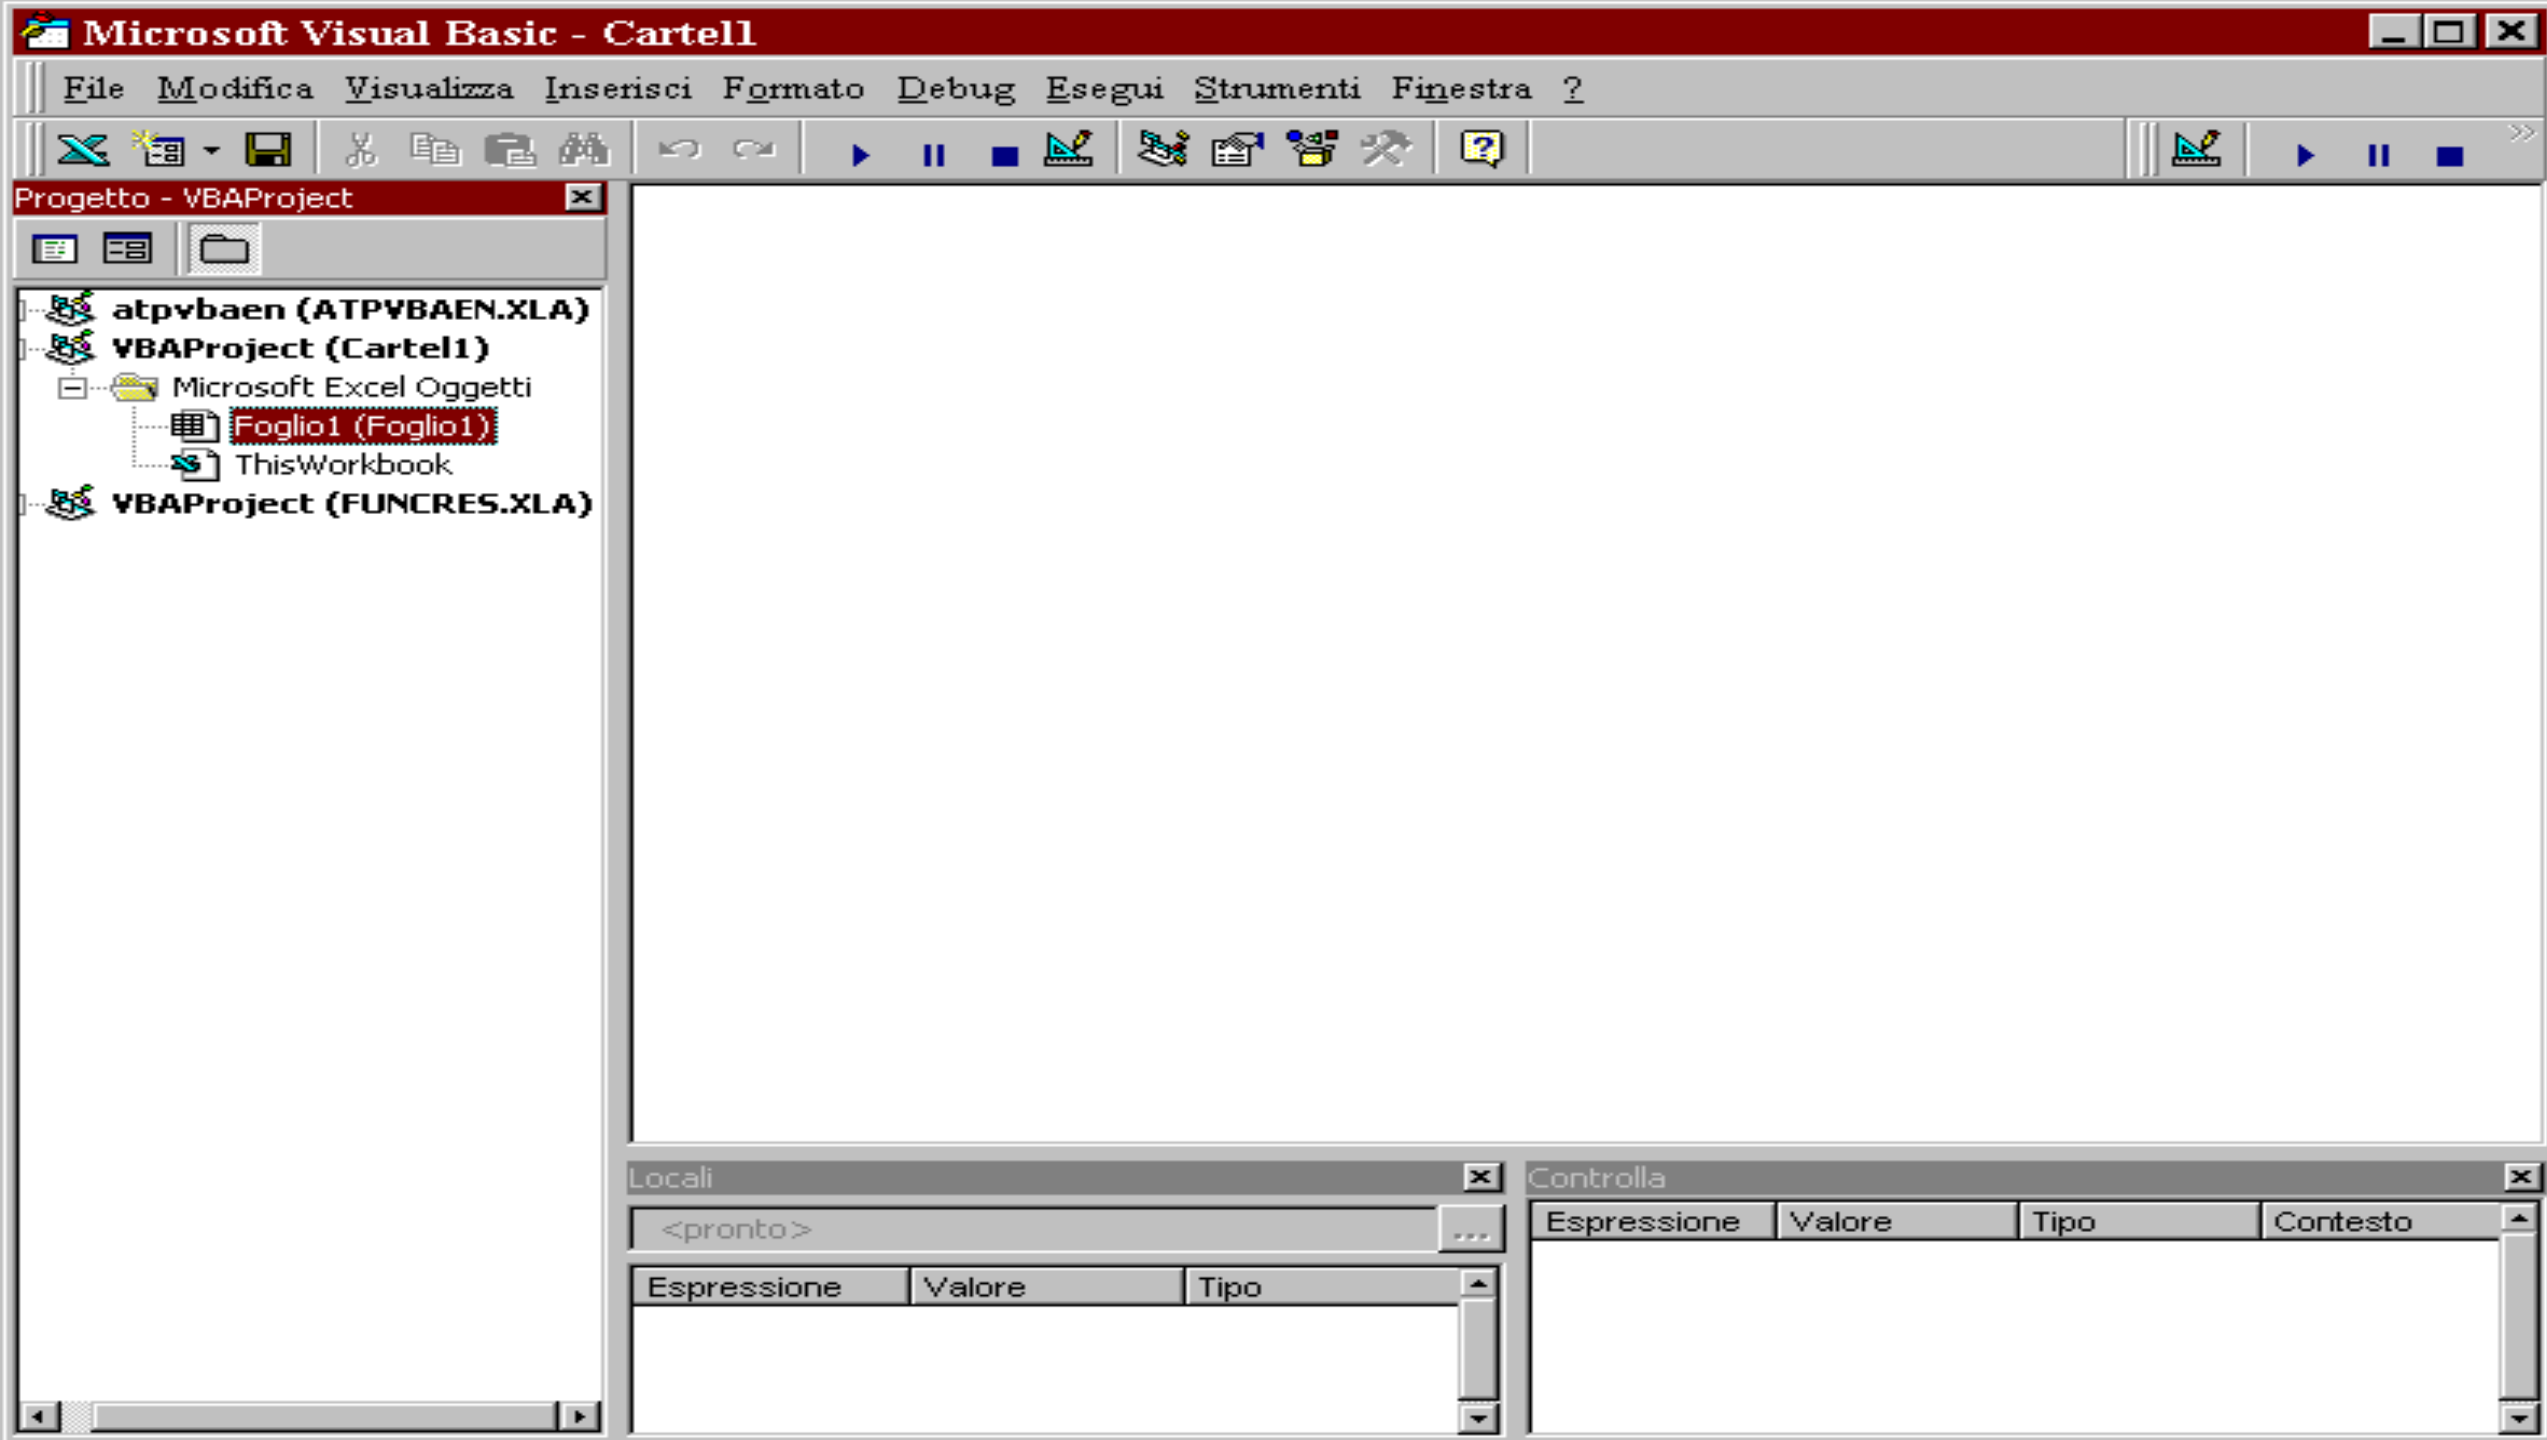 Microsoft Visual Basic - Cartel1
File Modifica Visualizza Inserisci Formato Debug Esegui Strumenti Finestra ?
Progetto - VBAProject
atpvbaen (ATPVBAEN.XLA)
VBAProject (Cartel1)
Microsoft Excel Oggetti
Foglio1 (Foglio1)
ThisWorkbook
VBAProject (FUNCRES.XLA)
Locali
<pronto>
...
Espressione Valore Tipo
Controlla
Espressione Valore Tipo Contesto